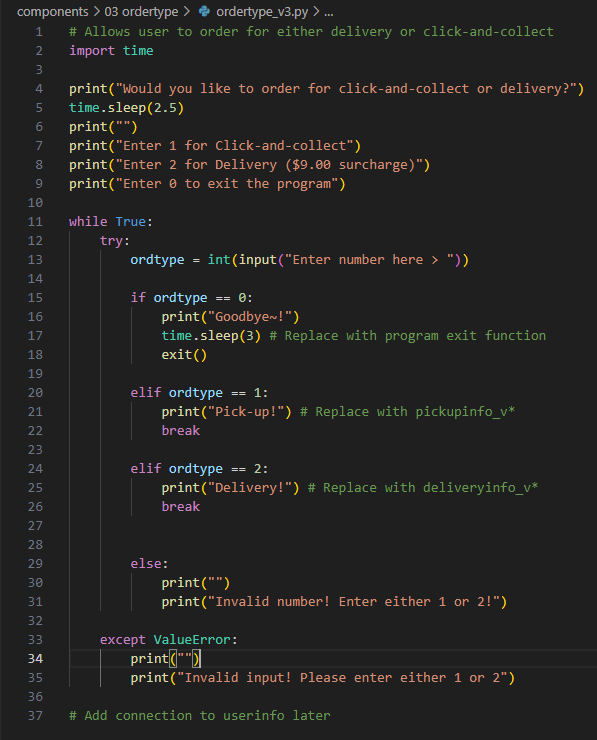 components > 03 ordertype > ordertype_v3.py > ...
1 # Allows user to order for either delivery or click-and-collect
2 import time
3
4 print("Would you like to order for click-and-collect or delivery?")
5 time.sleep(2.5)
6 print("")
7 print("Enter 1 for Click-and-collect")
8 print("Enter 2 for Delivery ($9.00 surcharge)")
9 print("Enter 0 to exit the program")
10
11 while True:
12     try:
13         ordtype = int(input("Enter number here > "))
14
15         if ordtype == 0:
16             print("Goodbye~!")
17             time.sleep(3) # Replace with program exit function
18             exit()
19
20         elif ordtype == 1:
21             print("Pick-up!") # Replace with pickupinfo_v*
22             break
23
24         elif ordtype == 2:
25             print("Delivery!") # Replace with deliveryinfo_v*
26             break
27
28
29         else:
30             print("")
31             print("Invalid number! Enter either 1 or 2!")
32
33     except ValueError:
34         print("")
35         print("Invalid input! Please enter either 1 or 2")
36
37 # Add connection to userinfo later